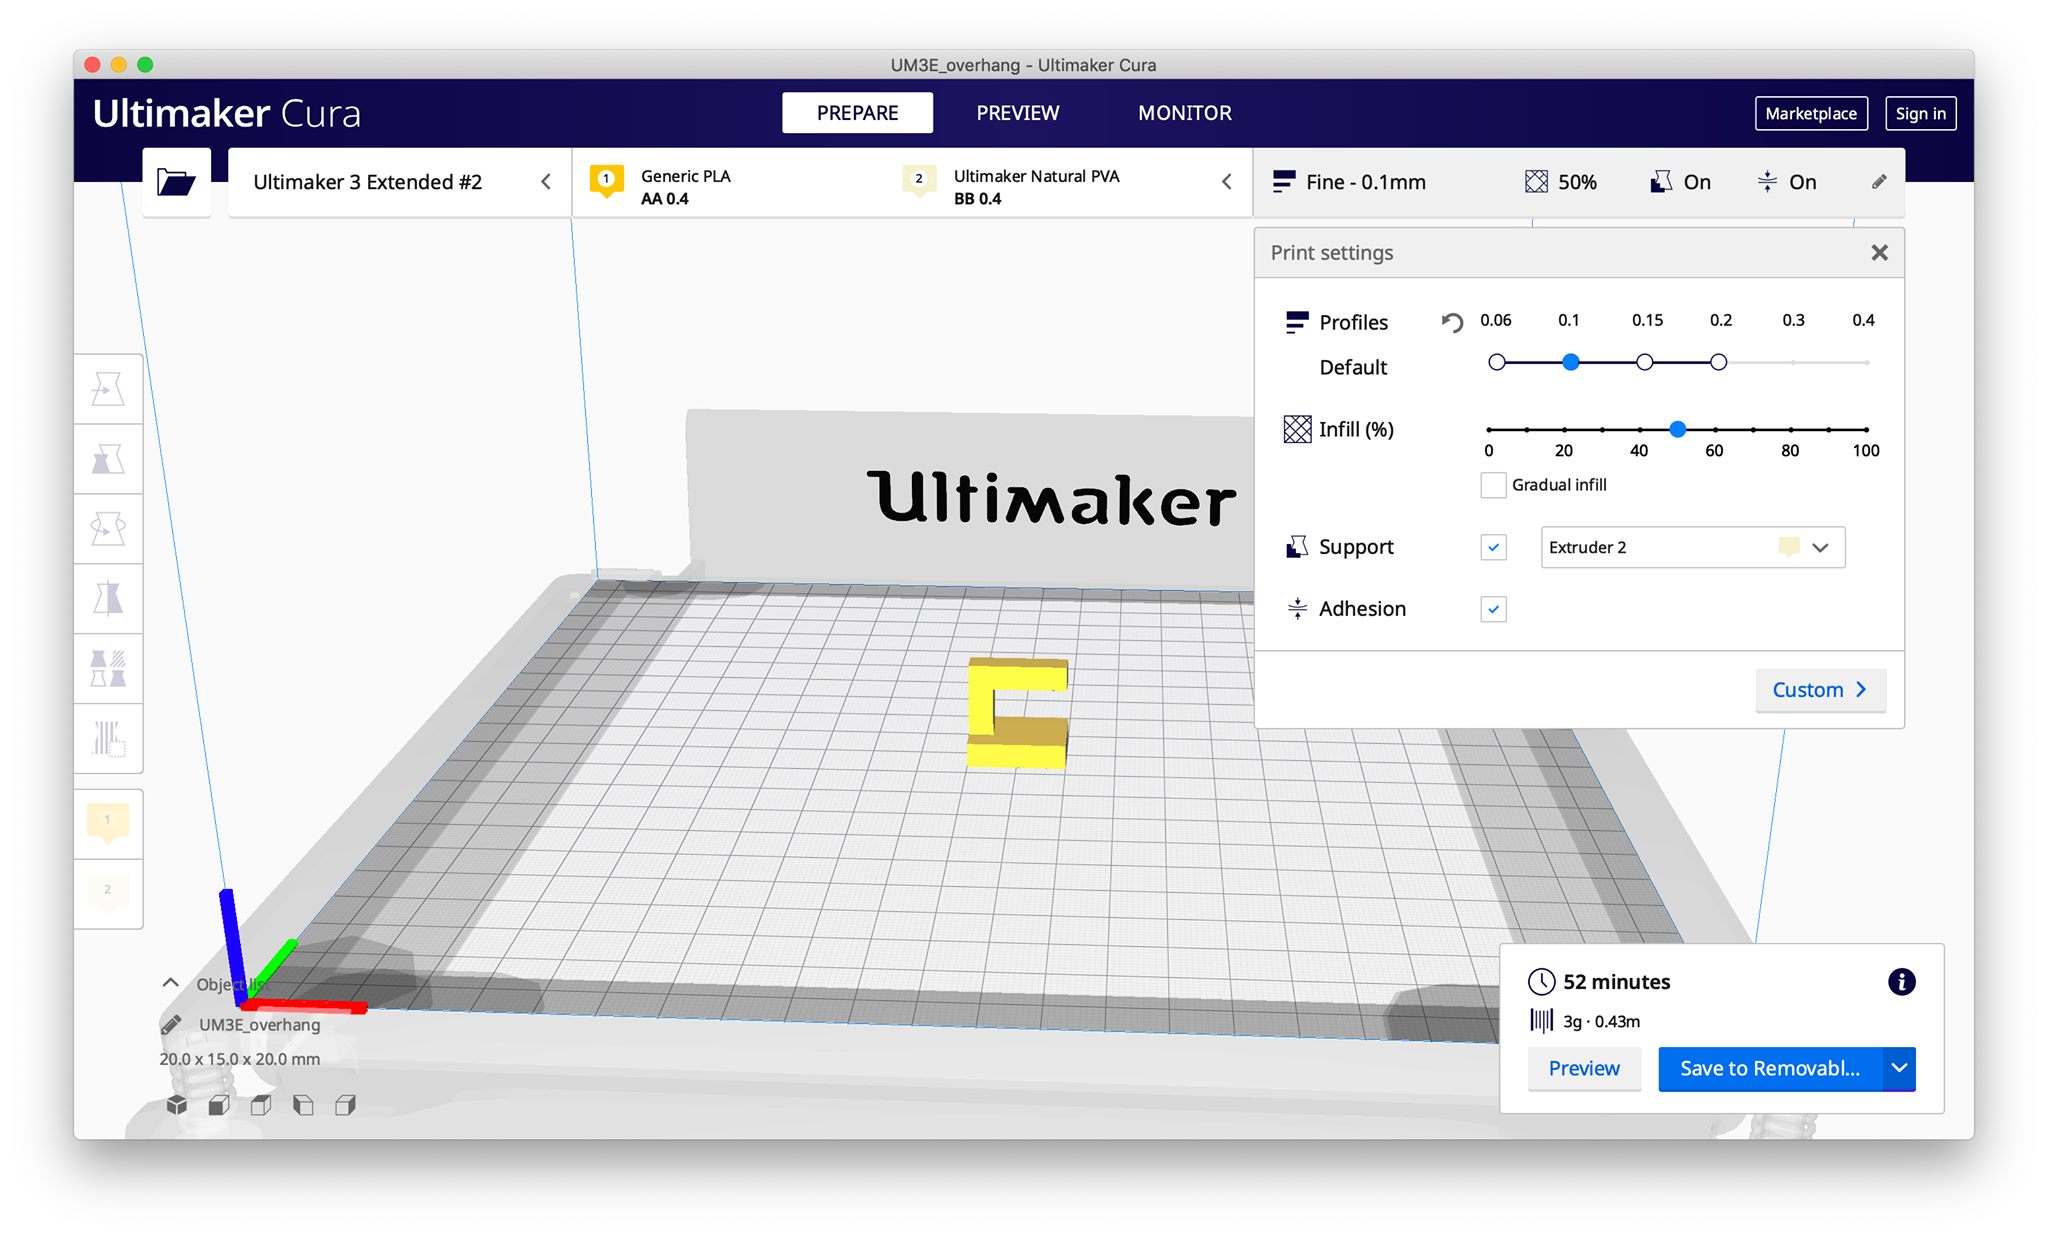 UM3E_overhang - Ultimaker Cura
Ultimaker Cura
PREPARE
PREVIEW
MONITOR
Marketplace
Sign in
Ultimaker 3 Extended #2
1
Generic PLA
AA 0.4
2
Ultimaker Natural PVA
BB 0.4
Fine - 0.1mm
50%
On
On
Print settings
Profiles
0.06 0.1 0.15 0.2 0.3 0.4
Default
Infill (%)
0 20 40 60 80 100
Gradual infill
Support
Extruder 2
Adhesion
Custom
Ultimaker
1
2
Object list
UM3E_overhang
20.0 x 15.0 x 20.0 mm
52 minutes
3g · 0.43m
Preview
Save to Removabl...